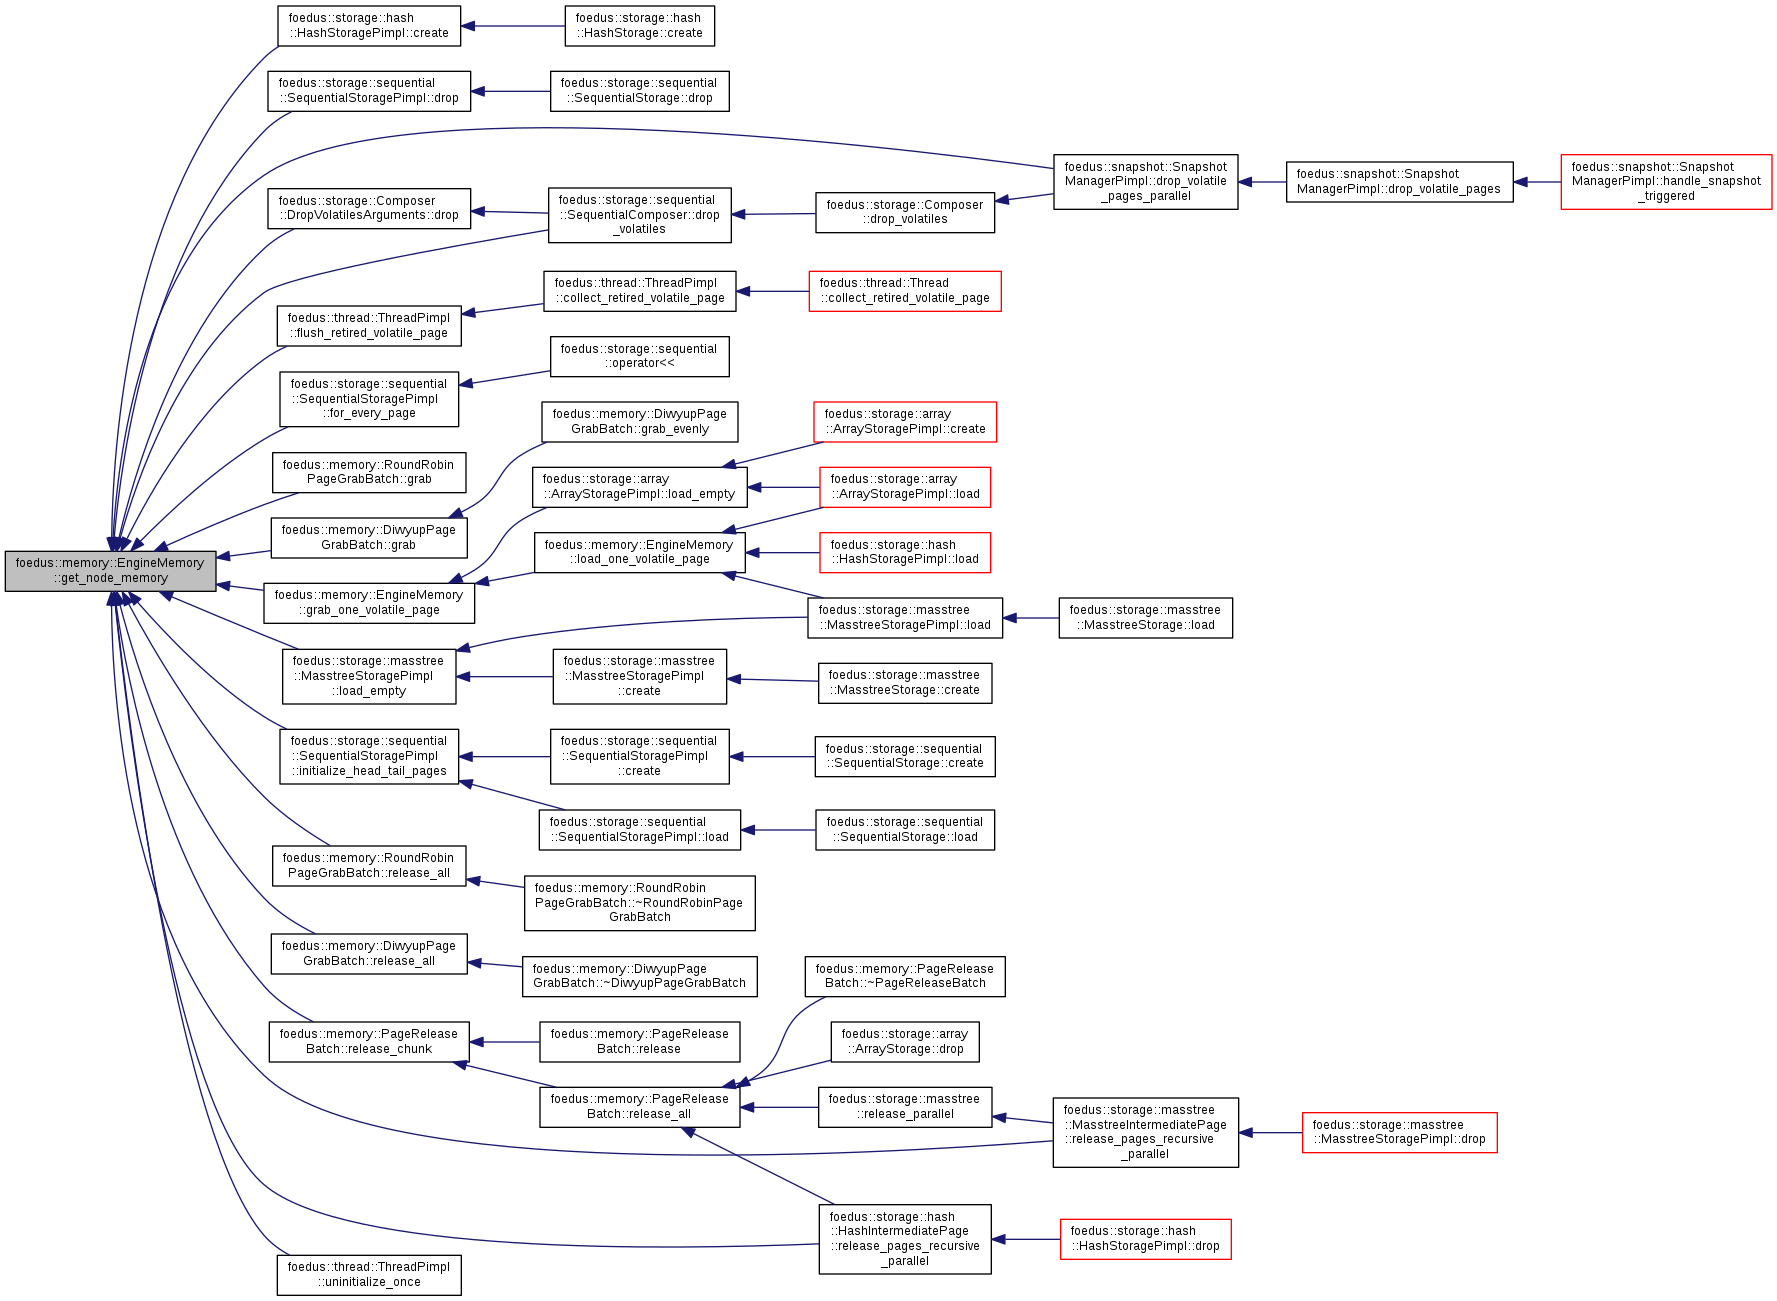 foedus::storage::hash
::HashStoragePimpl::create
foedus::storage::hash
::HashStorage::create
foedus::storage::sequential
::SequentialStoragePimpl::drop
foedus::storage::sequential
::SequentialStorage::drop
foedus::snapshot::Snapshot
ManagerPimpl::drop_volatile
_pages_parallel
foedus::snapshot::Snapshot
ManagerPimpl::drop_volatile_pages
foedus::snapshot::Snapshot
ManagerPimpl::handle_snapshot
_triggered
foedus::storage::Composer
::DropVolatilesArguments::drop
foedus::storage::sequential
::SequentialComposer::drop
_volatiles
foedus::storage::Composer
::drop_volatiles
foedus::thread::ThreadPimpl
::flush_retired_volatile_page
foedus::thread::ThreadPimpl
::collect_retired_volatile_page
foedus::thread::Thread
::collect_retired_volatile_page
foedus::storage::sequential
::SequentialStoragePimpl
::for_every_page
foedus::storage::sequential
::operator<<
foedus::memory::RoundRobin
PageGrabBatch::grab
foedus::memory::DivvyupPage
GrabBatch::grab_evenly
foedus::storage::array
::ArrayStoragePimpl::create
foedus::storage::array
::ArrayStoragePimpl::load_empty
foedus::storage::array
::ArrayStoragePimpl::load
foedus::memory::DivvyupPage
GrabBatch::grab
foedus::memory::EngineMemory
::load_one_volatile_page
foedus::storage::hash
::HashStoragePimpl::load
foedus::memory::EngineMemory
::get_node_memory
foedus::memory::EngineMemory
::grab_one_volatile_page
foedus::storage::masstree
::MasstreeStoragePimpl::load
foedus::storage::masstree
::MasstreeStorage::load
foedus::storage::masstree
::MasstreeStoragePimpl
::load_empty
foedus::storage::masstree
::MasstreeStoragePimpl
::create
foedus::storage::masstree
::MasstreeStorage::create
foedus::storage::sequential
::SequentialStoragePimpl
::initialize_head_tail_pages
foedus::storage::sequential
::SequentialStoragePimpl
::create
foedus::storage::sequential
::SequentialStorage::create
foedus::storage::sequential
::SequentialStoragePimpl::load
foedus::storage::sequential
::SequentialStorage::load
foedus::memory::RoundRobin
PageGrabBatch::release_all
foedus::memory::RoundRobin
PageGrabBatch::~RoundRobinPage
GrabBatch
foedus::memory::DivvyupPage
GrabBatch::release_all
foedus::memory::DivvyupPage
GrabBatch::~DivvyupPageGrabBatch
foedus::memory::PageRelease
Batch::~PageReleaseBatch
foedus::memory::PageRelease
Batch::release_chunk
foedus::memory::PageRelease
Batch::release
foedus::storage::array
::ArrayStorage::drop
foedus::memory::PageRelease
Batch::release_all
foedus::storage::masstree
::release_parallel
foedus::storage::masstree
::MasstreeIntermediatePage
::release_pages_recursive
_parallel
foedus::storage::masstree
::MasstreeStoragePimpl::drop
foedus::storage::hash
::HashIntermediatePage
::release_pages_recursive
_parallel
foedus::storage::hash
::HashStoragePimpl::drop
foedus::thread::ThreadPimpl
::uninitialize_once